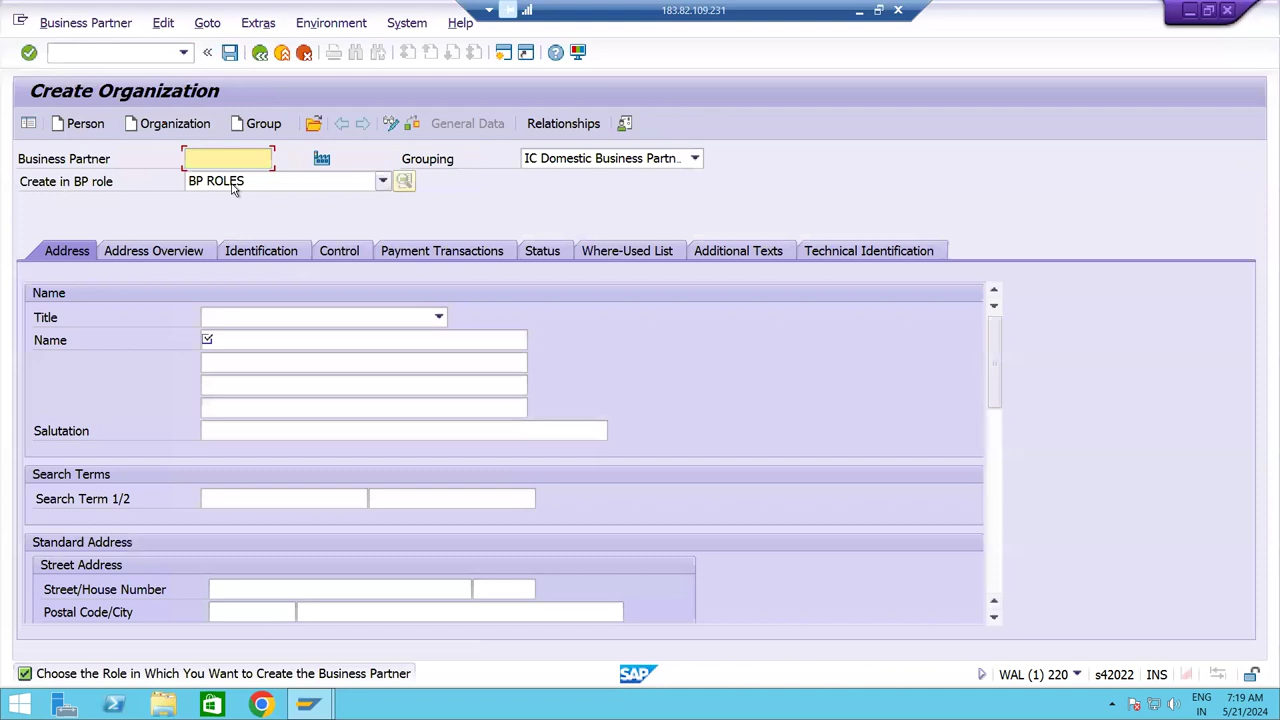 183.82.109.231
Business Partner Edit Goto Extras Environment System Help
Create Organization
Person Organization Group General Data Relationships
Business Partner Grouping IC Domestic Business Partn..
Create in BP role BP ROLES
Address Address Overview Identification Control Payment Transactions Status Where-Used List Additional Texts Technical Identification
Name
Title
Name
Salutation
Search Terms
Search Term 1/2
Standard Address
Street Address
Street/House Number
Postal Code/City
Choose the Role in Which You Want to Create the Business Partner SAP WAL (1) 220 s42022 INS
ENG 7:19 AM
IN 5/21/2024